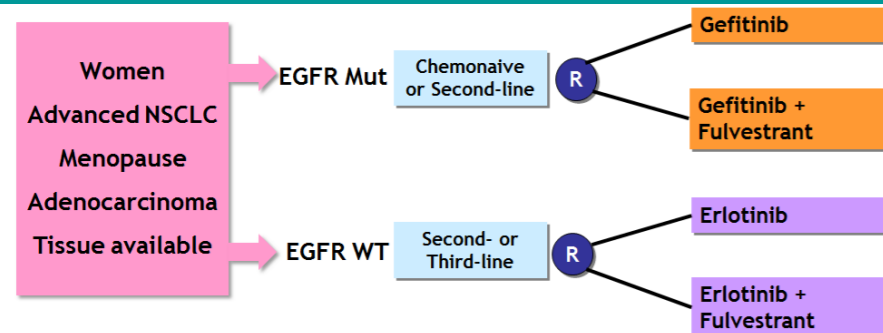 Women
Advanced NSCLC
Menopause
Adenocarcinoma
Tissue available
EGFR Mut
Chemonaive
or Second-line
R
Gefitinib
Gefitinib +
Fulvestrant
EGFR WT
Second- or
Third-line
R
Erlotinib
Erlotinib +
Fulvestrant